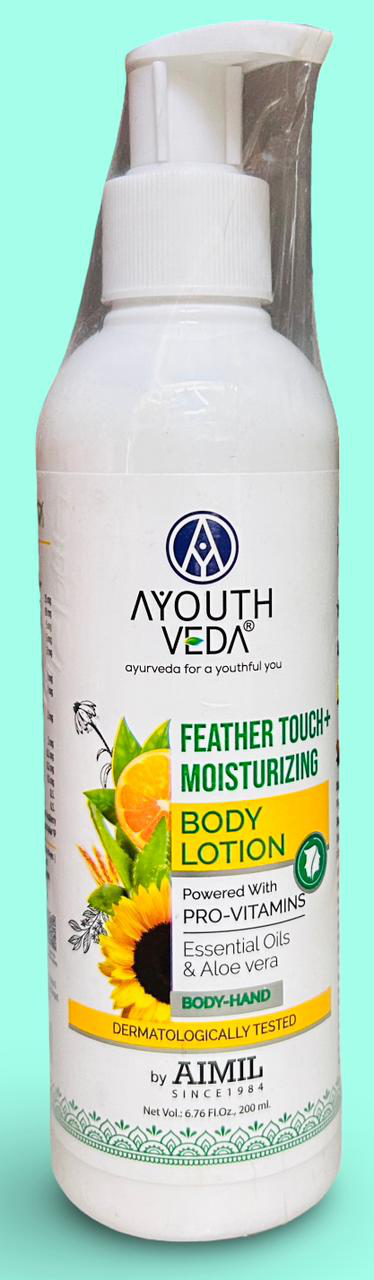 AYOUTH
VEDA®
ayurveda for a youthful you
FEATHER TOUCH+
MOISTURIZING
BODY
LOTION
Powered With
PRO-VITAMINS
Essential Oils
& Aloe vera
BODY-HAND
DERMATOLOGICALLY TESTED
by AIMIL
SINCE 1984
Net Vol.: 6.76 Fl.Oz., 200 ml.